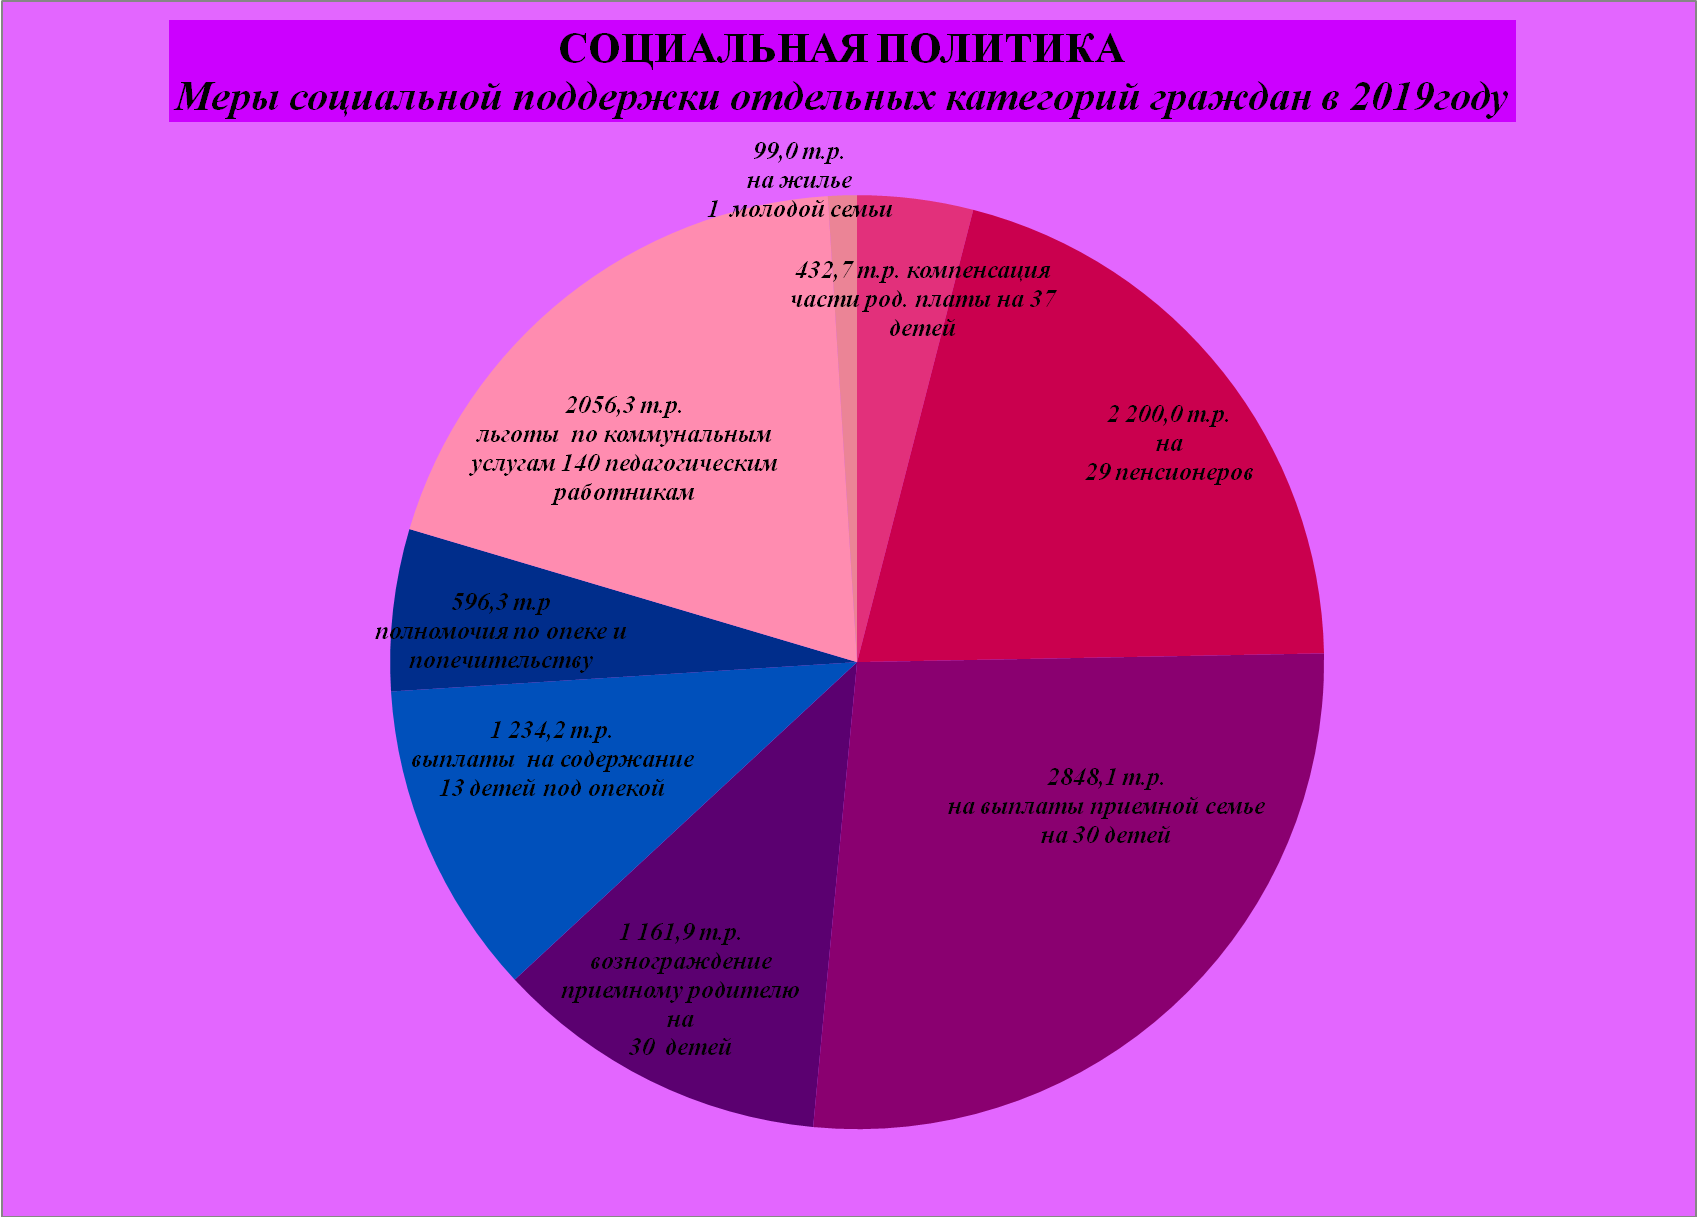 СОЦИАЛЬНАЯ ПОЛИТИКА
Меры социальной поддержки отдельных категорий граждан в 2019году
99,0 т.р.
на жилье
1 молодой семьи
432,7 т.р. компенсация
части род. платы на 37
детей
2 200,0 т.р.
на
29 пенсионеров
2848,1 т.р.
на выплаты приемной семье
на 30 детей
1 161,9 т.р.
вознограждение
приемному родителю
на
30 детей
1 234,2 т.р.
выплаты на содержание
13 детей под опекой
596,3 т.р
полномочия по опеке и
попечительству
2056,3 т.р.
льготы по коммунальным
услугам 140 педагогическим
работникам